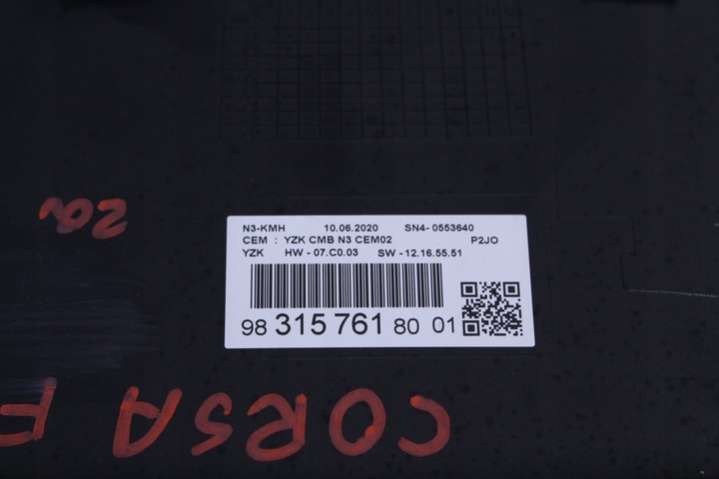 N3-KMH 10.06.2020 SN4-0553640
CEM : YZK CMB N3 CEM02 P2JO
YZK HW - 07.C0.03 SW - 12.16.55.51
98 315 761 80 01
CORSA F